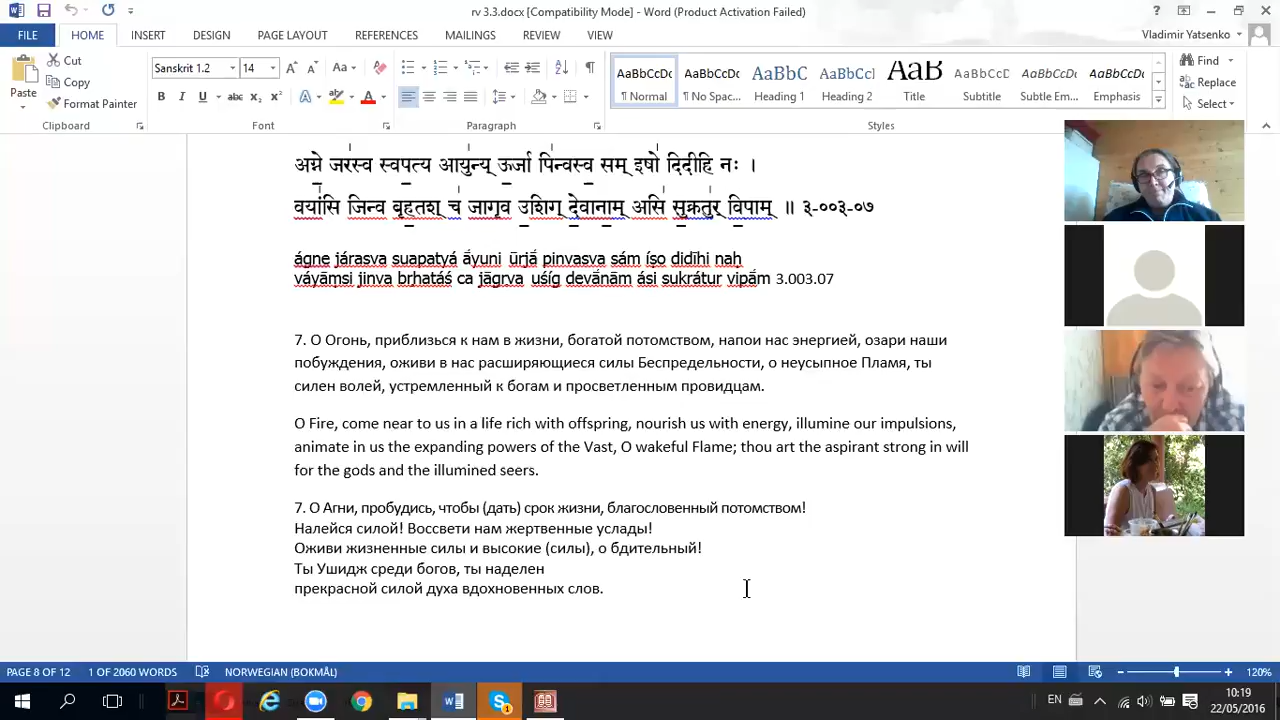 rv 3.3.docx [Compatibility Mode] - Word (Product Activation Failed)
FILE HOME INSERT DESIGN PAGE LAYOUT REFERENCES MAILINGS REVIEW VIEW Vladimir Yatsenko
Cut
Copy
Format Painter
Paste
Sanskrit 1.2 14 Aa
B I U abc x₂ x² A A
Find
Replace
Select
AaBbCcDc AaBbCcDc AaBbC AaBbCc AaB AaBbCcD AaBbCcDc
¶ Normal ¶ No Spac... Heading 1 Heading 2 Title Subtitle Subtle Em... Emphasis
Clipboard Font Paragraph Styles
अग्ने॒ जर॑स्व स्वप॒त्य आयु॑न्य् ऊ॒र्जा पि॑न्वस्व॒ सम् इषो॑ दिदीहि नः ।
वयां॑सि जिन्व बृह॒तश् च॑ जागृव उ॒शिग् दे॒वाना॒म् असि॑ सु॒क्रतु॑र् वि॒पाम् ॥ ३-००३-०७
ágne járasva suapatyá ā́yuni ūrjā́ pinvasva sám íṣo didīhi naḥ
váyāṃsi jinva bṛhatáś ca jāgṛva uśíg devā́nām ási sukrátur vipā́m 3.003.07
7. О Огонь, приблизься к нам в жизни, богатой потомством, напои нас энергией, озари наши
побуждения, оживи в нас расширяющиеся силы Беспредельности, о неусыпное Пламя, ты
силен волей, устремленный к богам и просветленным провидцам.
O Fire, come near to us in a life rich with offspring, nourish us with energy, illumine our impulsions,
animate in us the expanding powers of the Vast, O wakeful Flame; thou art the aspirant strong in will
for the gods and the illumined seers.
7. О Агни, пробудись, чтобы (дать) срок жизни, благословенный потомством!
Налейся силой! Воссвети нам жертвенные услады!
Оживи жизненные силы и высокие (силы), о бдительный!
Ты Ушидж среди богов, ты наделен
прекрасной силой духа вдохновенных слов.
PAGE 8 OF 12 1 OF 2060 WORDS NORWEGIAN (BOKMÅL) 120%
EN 10:19
22/05/2016